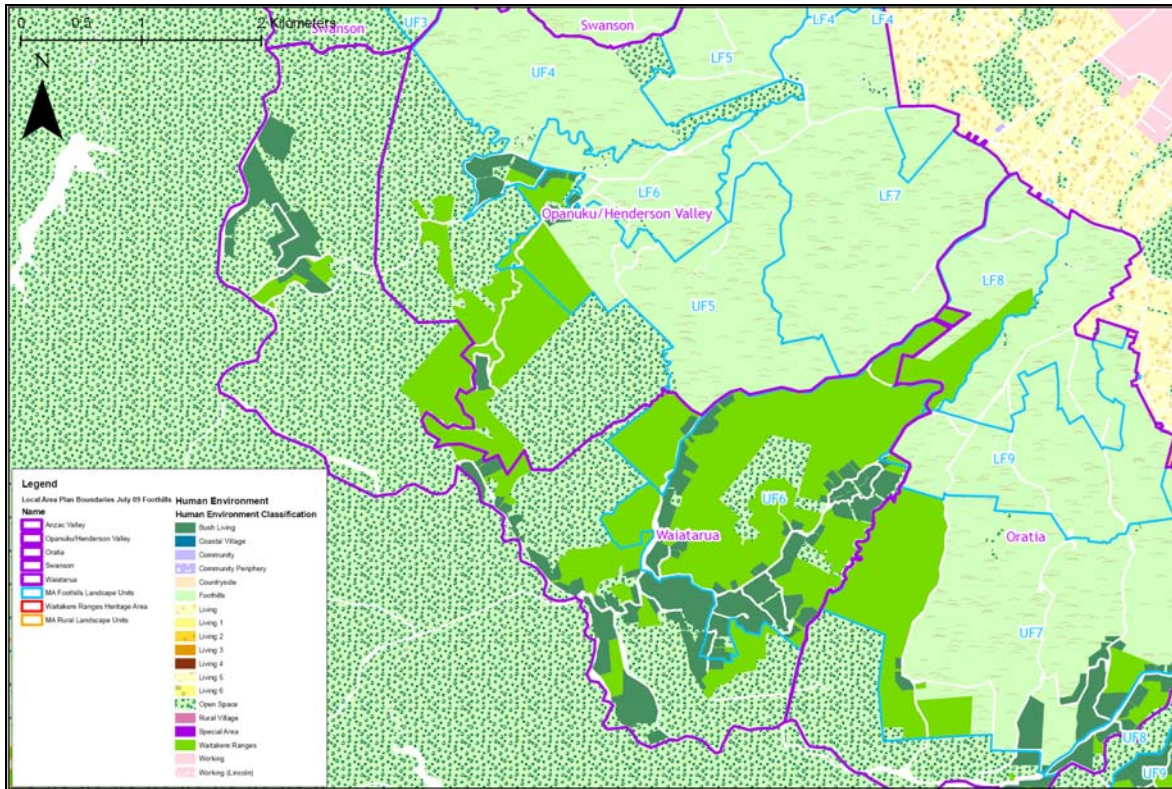 0 0.5 1 2 Kilometers
N
Swanson
Swanson
UF3
LF4
LF4
UF4
LF5
LF6
LF7
Opanuku/Henderson Valley
UF5
LF8
LF9
UF6
Waiatarua
Oratia
UF7
UF8
UF9
Legend
Local Area Plan Boundaries July 09 Foothills
Name
Anzac Valley
Opanuku/Henderson Valley
Oratia
Swanson
Waiatarua
MA Foothills Landscape Units
Waitakere Ranges Heritage Area
MA Rural Landscape Units
Human Environment
Human Environment Classification
Bush Living
Coastal Village
Community
Community Periphery
Countryside
Foothills
Living
Living 1
Living 2
Living 3
Living 4
Living 5
Living 6
Open Space
Rural Village
Special Area
Waitakere Ranges
Working
Working (Lincoln)